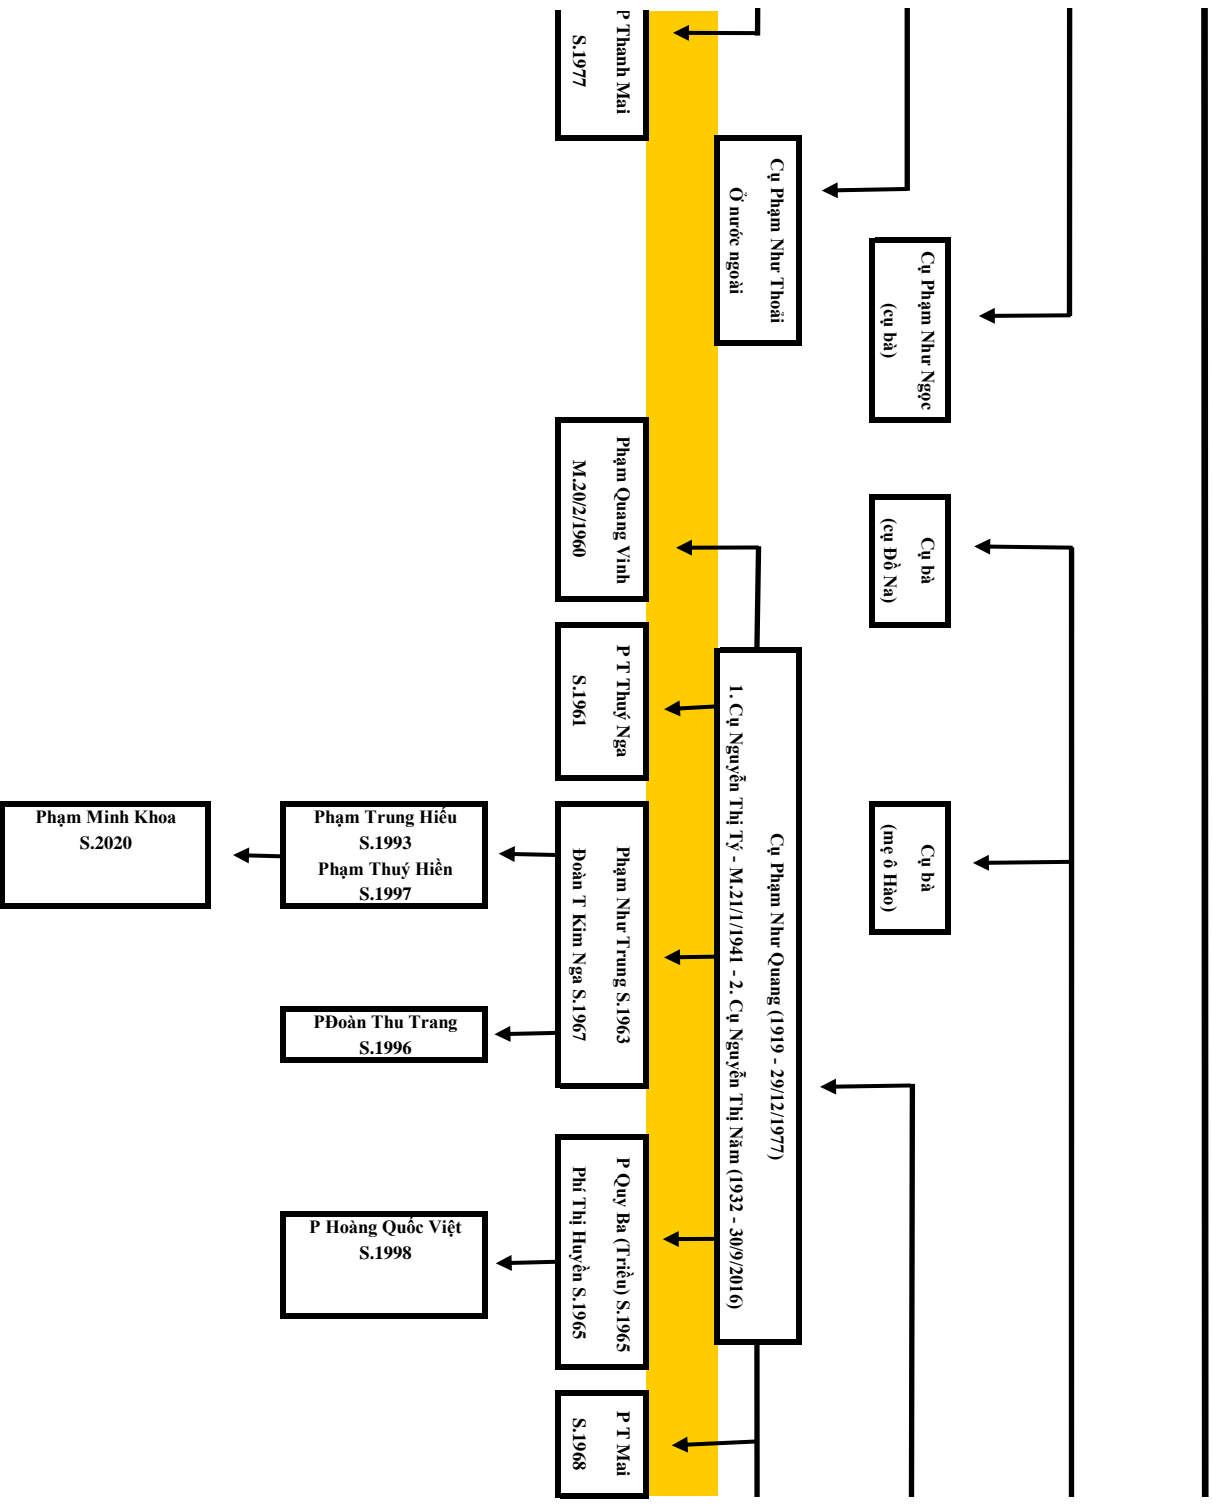 P Thanh Mai
S.1977
Cụ Phạm Như Thoãi
Ở nước ngoài
Cụ Phạm Như Ngọc
(cụ bà)
Phạm Quang Vinh
M.20/2/1960
Cụ bà
(cụ Đồ Na)
P T Thuý Nga
S.1961
Cụ Phạm Như Quang (1919 - 29/12/1977)
1. Cụ Nguyễn Thị Tý - M.21/1/1941 - 2. Cụ Nguyễn Thị Năm (1932 - 30/9/2016)
Cụ bà
(mẹ ô Hào)
Phạm Như Trung S.1963
Đoàn T Kim Nga S.1967
Phạm Trung Hiếu
S.1993
Phạm Thuý Hiền
S.1997
Phạm Minh Khoa
S.2020
PĐoàn Thu Trang
S.1996
P Quy Ba (Triều) S.1965
Phí Thị Huyền S.1965
P Hoàng Quốc Việt
S.1998
P T Mai
S.1968